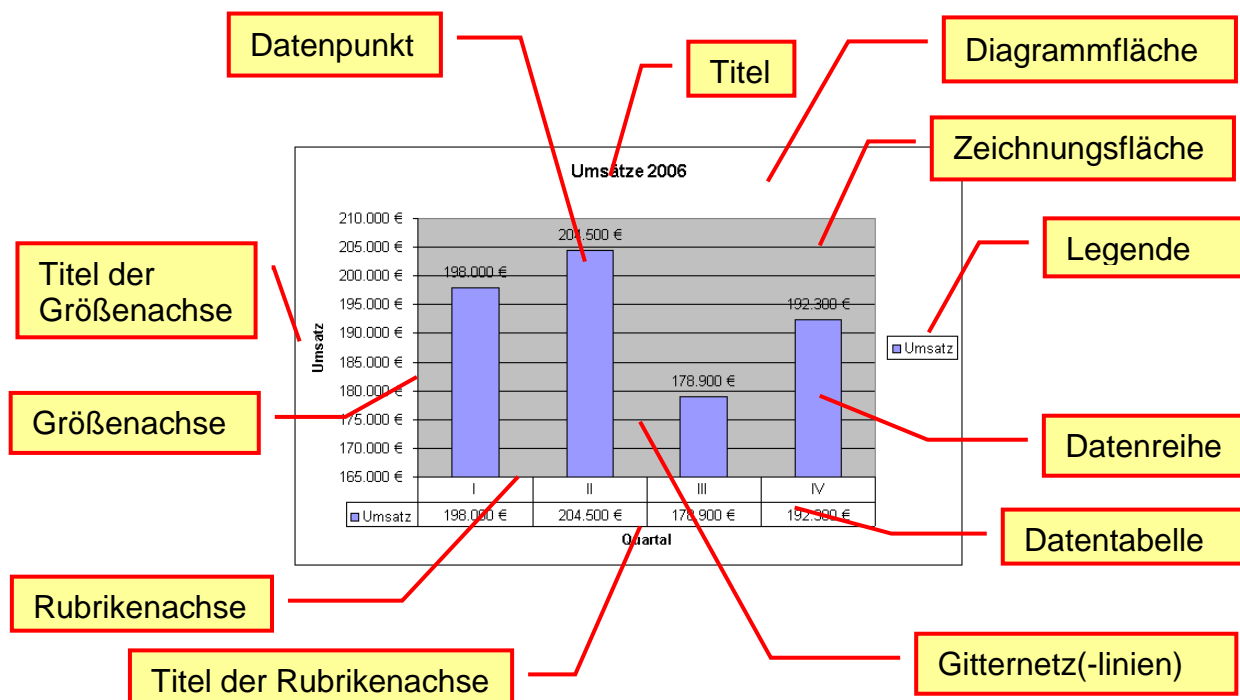 Datenpunkt
Titel
Diagrammfläche
Zeichnungsfläche
Umsätze 2006
210.000 €
205.000 €
200.000 €
195.000 €
190.000 €
185.000 €
180.000 €
175.000 €
170.000 €
165.000 €
204.500 €
198.000 €
192.300 €
178.900 €
Titel der
Größenachse
Umsatz
Legende
Umsatz
Größenachse
Datenreihe
I II III IV
Umsatz 198.000 € 204.500 € 178.900 € 192.300 €
Quartal
Datentabelle
Rubrikenachse
Titel der Rubrikenachse
Gitternetz(-linien)